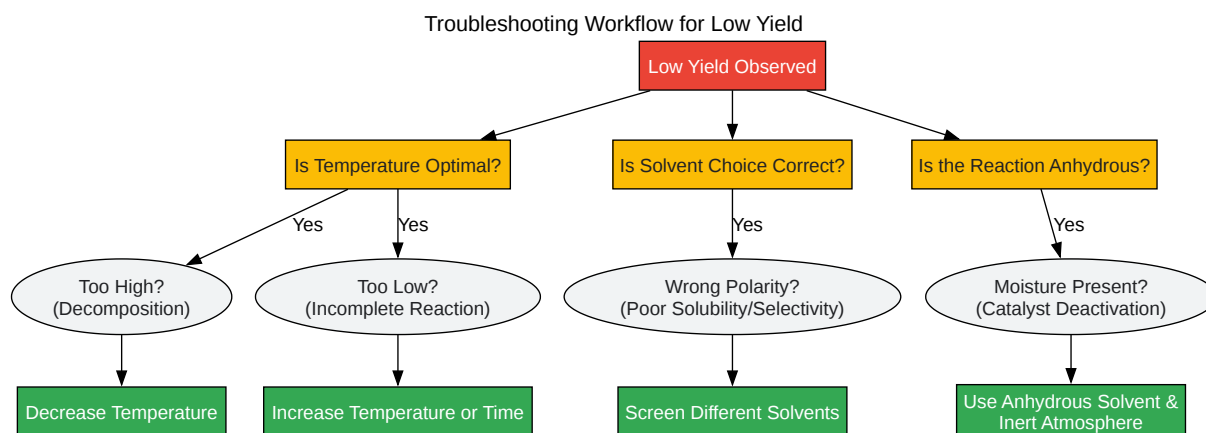 Troubleshooting Workflow for Low Yield
Low Yield Observed
Is Temperature Optimal?
Is Solvent Choice Correct?
Is the Reaction Anhydrous?
Yes
Yes
Yes
Yes
Too High?
(Decomposition)
Too Low?
(Incomplete Reaction)
Wrong Polarity?
(Poor Solubility/Selectivity)
Moisture Present?
(Catalyst Deactivation)
Decrease Temperature
Increase Temperature or Time
Screen Different Solvents
Use Anhydrous Solvent &
Inert Atmosphere